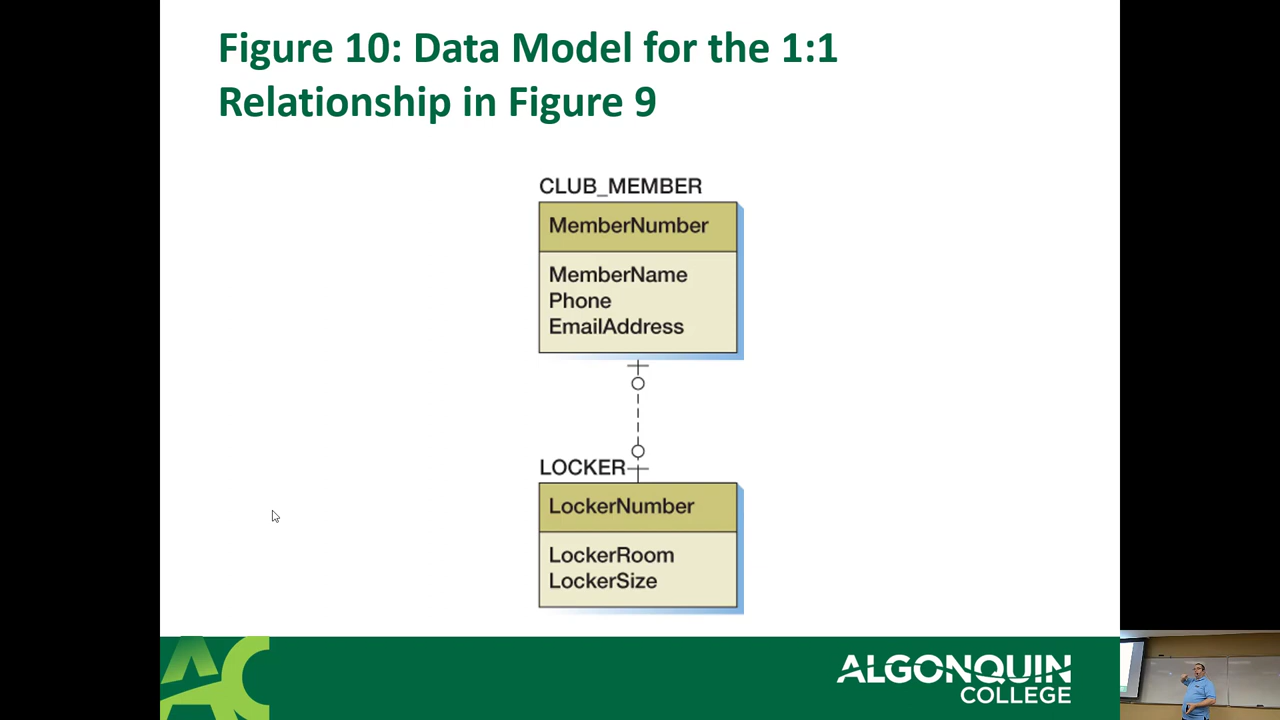 Figure 10: Data Model for the 1:1
Relationship in Figure 9
CLUB_MEMBER
MemberNumber
MemberName
Phone
EmailAddress
LOCKER
LockerNumber
LockerRoom
LockerSize
AC
ALGONQUIN
COLLEGE